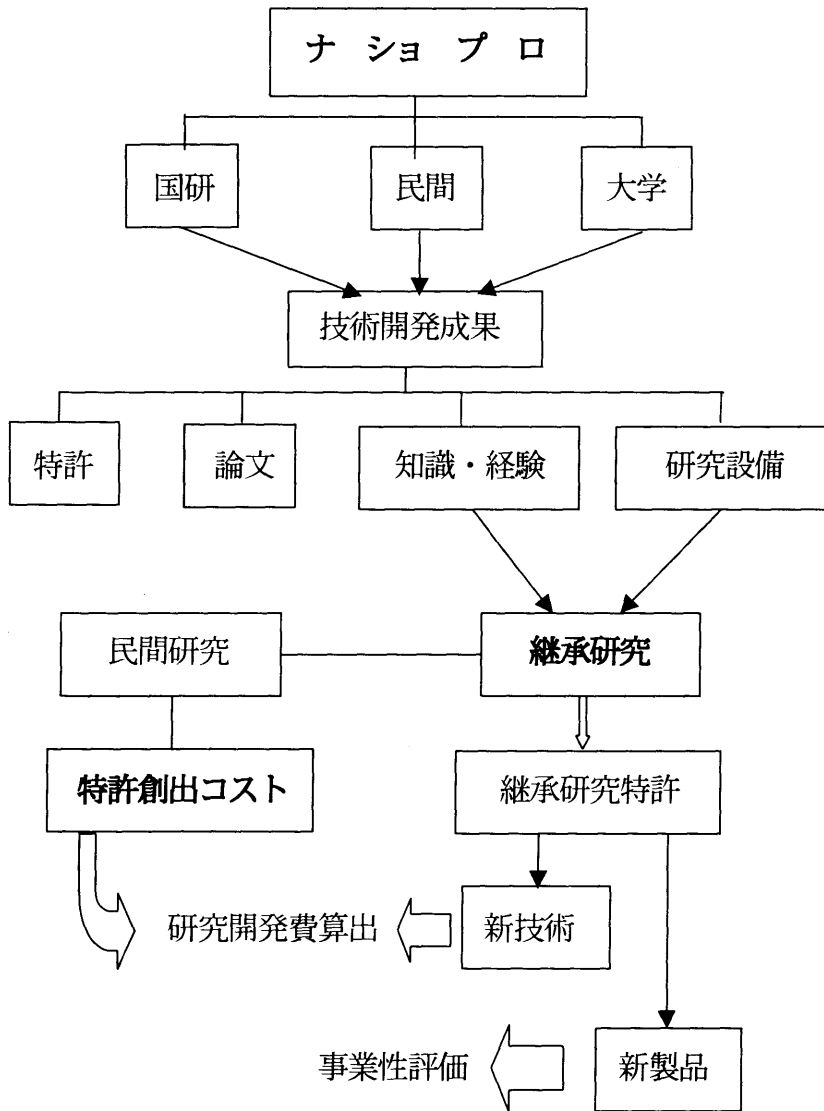 ナショプロ
国研
民間
大学
技術開発成果
特許
論文
知識・経験
研究設備
民間研究
継承研究
特許創出コスト
継承研究特許
研究開発費算出
新技術
事業性評価
新製品